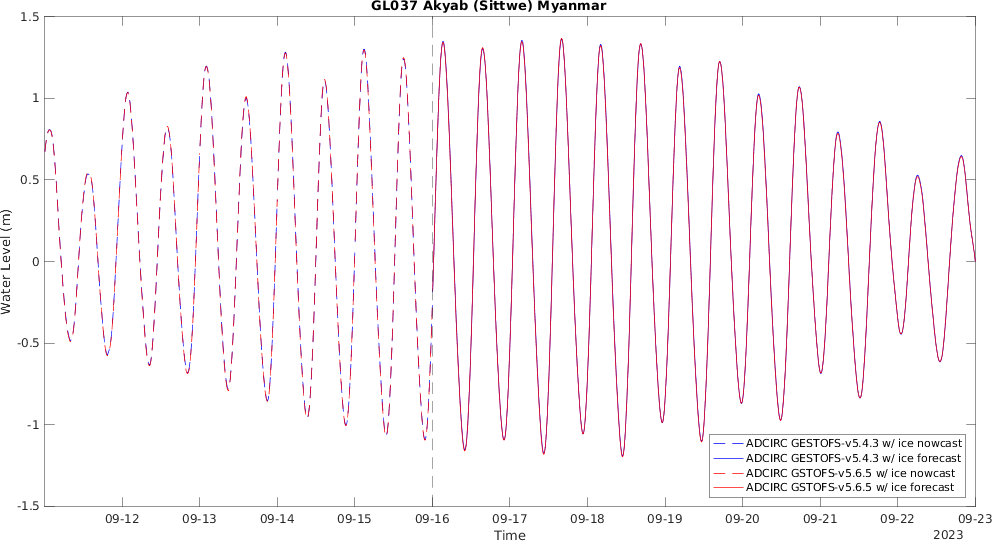 GL037 Akyab (Sittwe) Myanmar
1.5
1
0.5
0
-0.5
-1
-1.5
Water Level (m)
ADCIRC GESTOFS-v5.4.3 w/ ice nowcast
ADCIRC GESTOFS-v5.4.3 w/ ice forecast
ADCIRC GSTOFS-v5.6.5 w/ ice nowcast
ADCIRC GSTOFS-v5.6.5 w/ ice forecast
09-12 09-13 09-14 09-15 09-16 09-17 09-18 09-19 09-20 09-21 09-22 09-23
Time
2023